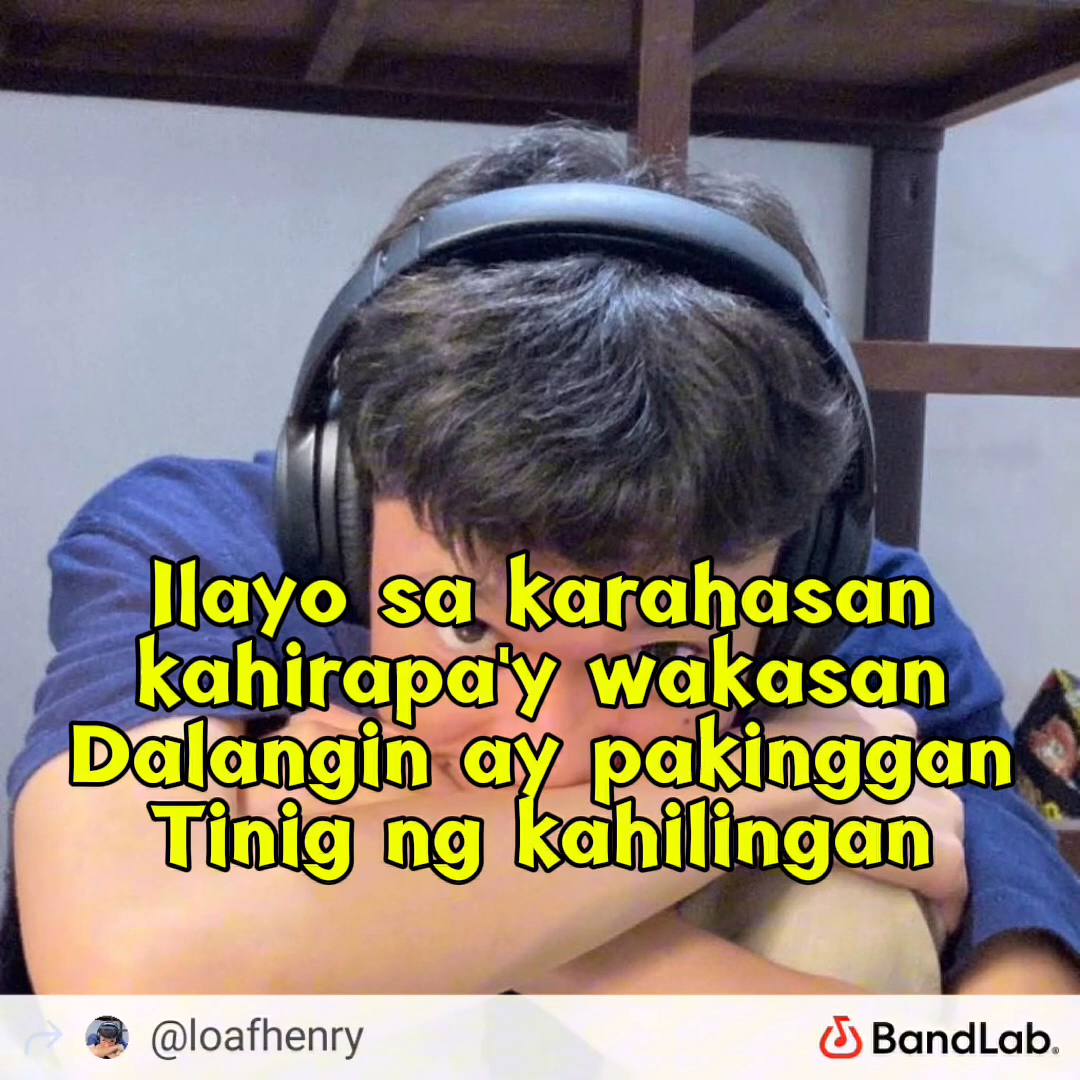 Ilayo sa karahasan
kahirapa'y wakasan
Dalangin ay pakinggan
Tinig ng kahilingan
@loafhenry
BandLab®